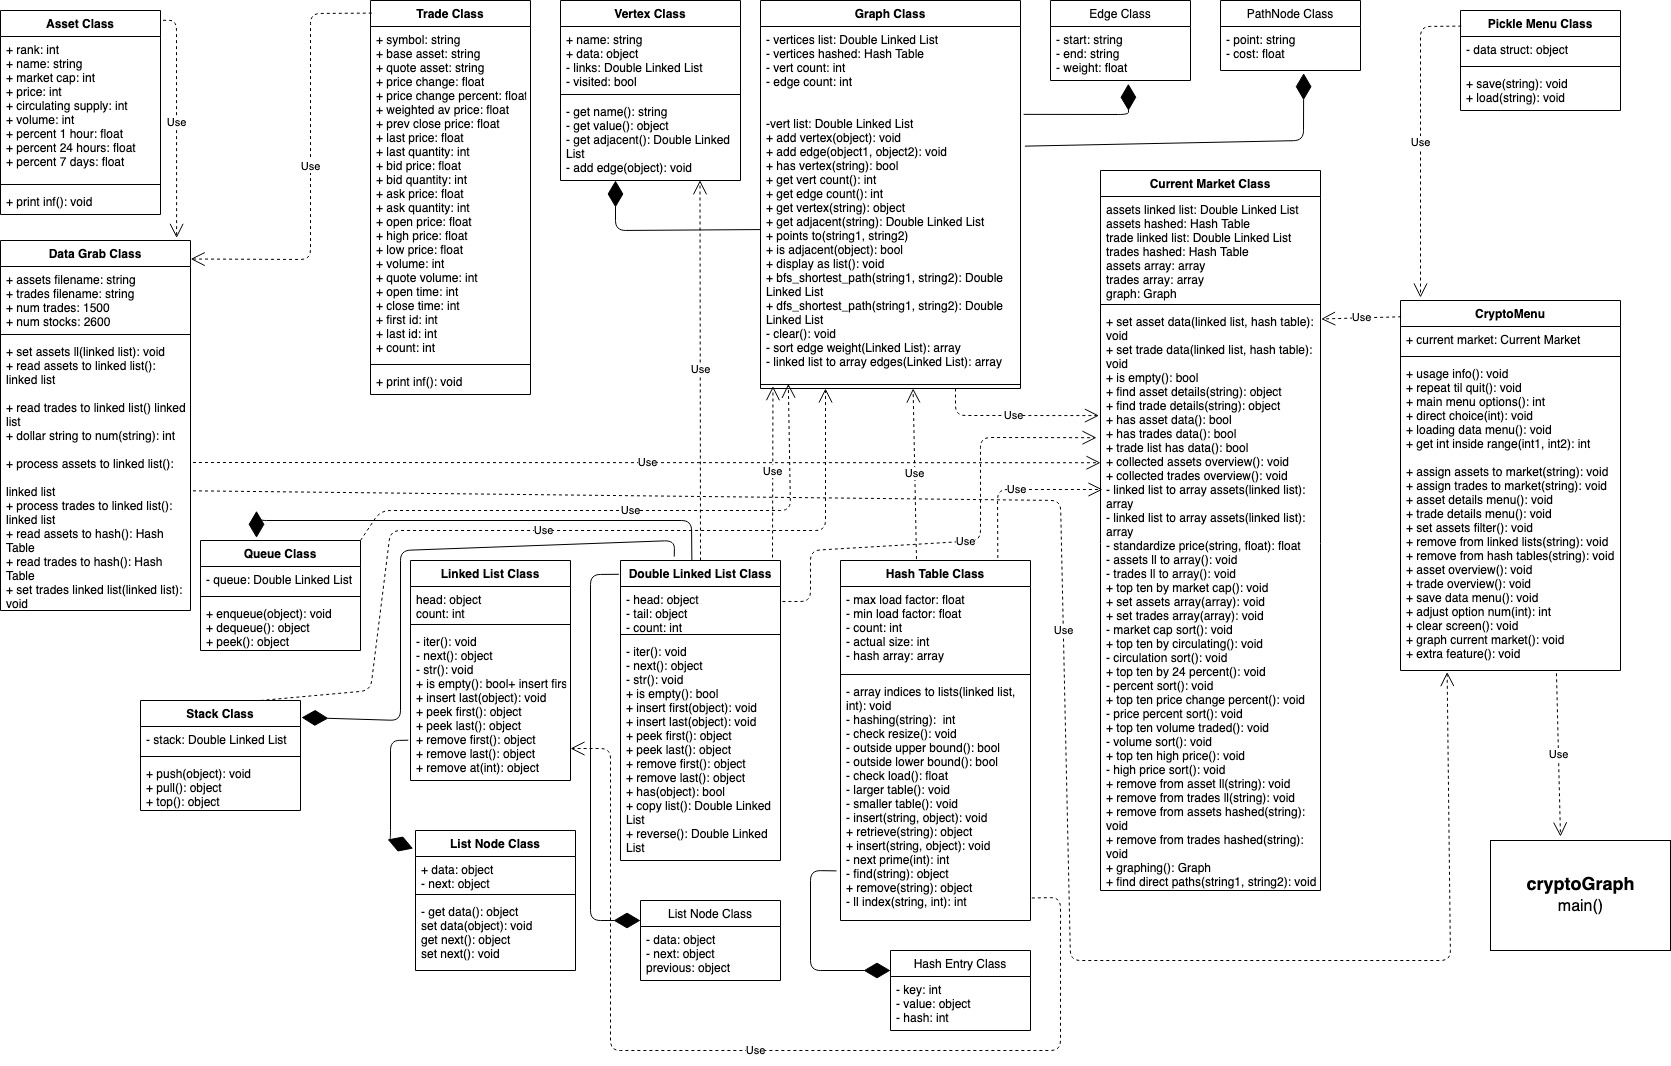 Asset Class
+ rank: int
+ name: string
+ market cap: int
+ price: int
+ circulating supply: int
+ volume: int
+ percent 1 hour: float
+ percent 24 hours: float
+ percent 7 days: float
+ print inf(): void
Use
Data Grab Class
+ assets filename: string
+ trades filename: string
+ num trades: 1500
+ num stocks: 2600
+ set assets ll(linked list): void
+ read assets to linked list():
linked list
+ read trades to linked list() linked
list
+ dollar string to num(string): int
+ process assets to linked list():
linked list
+ process trades to linked list():
linked list
+ read assets to hash(): Hash
Table
+ read trades to hash(): Hash
Table
+ set trades linked list(linked list):
void
Use
Trade Class
+ symbol: string
+ base asset: string
+ quote asset: string
+ price change: float
+ price change percent: float
+ weighted av price: float
+ prev close price: float
+ last price: float
+ last quantity: int
+ bid price: float
+ bid quantity: int
+ ask price: float
+ ask quantity: int
+ open price: float
+ high price: float
+ low price: float
+ volume: int
+ quote volume: int
+ open time: int
+ close time: int
+ first id: int
+ last id: int
+ count: int
+ print inf(): void
Vertex Class
+ name: string
+ data: object
- links: Double Linked List
- visited: bool
- get name(): string
- get value(): object
- get adjacent(): Double Linked
List
- add edge(object): void
Use
Graph Class
- vertices list: Double Linked List
- vertices hashed: Hash Table
- vert count: int
- edge count: int
-vert list: Double Linked List
+ add vertex(object): void
+ add edge(object1, object2): void
+ has vertex(string): bool
+ get vert count(): int
+ get edge count(): int
+ get vertex(string): object
+ get adjacent(string): Double Linked List
+ points to(string1, string2)
+ is adjacent(object): bool
+ display as list(): void
+ bfs_shortest_path(string1, string2): Double
Linked List
+ dfs_shortest_path(string1, string2): Double
Linked List
- clear(): void
- sort edge weight(Linked List): array
- linked list to array edges(Linked List): array
Edge Class
- start: string
- end: string
- weight: float
PathNode Class
- point: string
- cost: float
Pickle Menu Class
- data struct: object
+ save(string): void
+ load(string): void
Use
Current Market Class
assets linked list: Double Linked List
assets hashed: Hash Table
trade linked list: Double Linked List
trades hashed: Hash Table
assets array: array
trades array: array
graph: Graph
+ set asset data(linked list, hash table):
void
+ set trade data(linked list, hash table):
void
+ is empty(): bool
+ find asset details(string): object
+ find trade details(string): object
+ has asset data(): bool
+ has trades data(): bool
+ trade list has data(): bool
+ collected assets overview(): void
+ collected trades overview(): void
- linked list to array assets(linked list):
array
- linked list to array assets(linked list):
array
- standardize price(string, float): float
- assets ll to array(): void
- trades ll to array(): void
+ top ten by market cap(): void
+ set assets array(array): void
+ set trades array(array): void
- market cap sort(): void
+ top ten by circulating(): void
- circulation sort(): void
+ top ten by 24 percent(): void
- percent sort(): void
+ top ten price change percent(): void
- price percent sort(): void
+ top ten volume traded(): void
- volume sort(): void
+ top ten high price(): void
- high price sort(): void
+ remove from asset ll(string): void
+ remove from trades ll(string): void
+ remove from assets hashed(string):
void
+ remove from trades hashed(string):
void
+ graphing(): Graph
+ find direct paths(string1, string2): void
Use
CryptoMenu
+ current market: Current Market
+ usage info(): void
+ repeat til quit(): void
+ main menu options(): int
+ direct choice(int): void
+ loading data menu(): void
+ get int inside range(int1, int2): int
+ assign assets to market(string): void
+ assign trades to market(string): void
+ asset details menu(): void
+ trade details menu(): void
+ set assets filter(): void
+ remove from linked lists(string): void
+ remove from hash tables(string): void
+ asset overview(): void
+ trade overview(): void
+ save data menu(): void
+ adjust option num(int): int
+ clear screen(): void
+ graph current market(): void
+ extra feature(): void
Use
Use
Use
Use
Use
Use
Use
Use
Use
Use
Queue Class
- queue: Double Linked List
+ enqueue(object): void
+ dequeue(): object
+ peek(): object
Stack Class
- stack: Double Linked List
+ push(object): void
+ pull(): object
+ top(): object
Linked List Class
head: object
count: int
- iter(): void
- next(): object
- str(): void
+ is empty(): bool+ insert firs
+ insert last(object): void
+ peek first(): object
+ peek last(): object
+ remove first(): object
+ remove last(): object
+ remove at(int): object
Double Linked List Class
- head: object
- tail: object
- count: int
- iter(): void
- next(): object
- str(): void
+ is empty(): bool
+ insert first(object): void
+ insert last(object): void
+ peek first(): object
+ peek last(): object
+ remove first(): object
+ remove last(): object
+ has(object): bool
+ copy list(): Double Linked
List
+ reverse(): Double Linked
List
Hash Table Class
- max load factor: float
- min load factor: float
- count: int
- actual size: int
- hash array: array
- array indices to lists(linked list,
int): void
- hashing(string): int
- check resize(): void
- outside upper bound(): bool
- outside lower bound(): bool
- check load(): float
- larger table(): void
- smaller table(): void
- insert(string, object): void
+ retrieve(string): object
+ insert(string, object): void
- next prime(int): int
- find(string): object
+ remove(string): object
- ll index(string, int): int
List Node Class
+ data: object
- next: object
- get data(): object
set data(object): void
get next(): object
set next(): void
List Node Class
- data: object
- next: object
previous: object
Hash Entry Class
- key: int
- value: object
- hash: int
Use
Use
cryptoGraph
main()